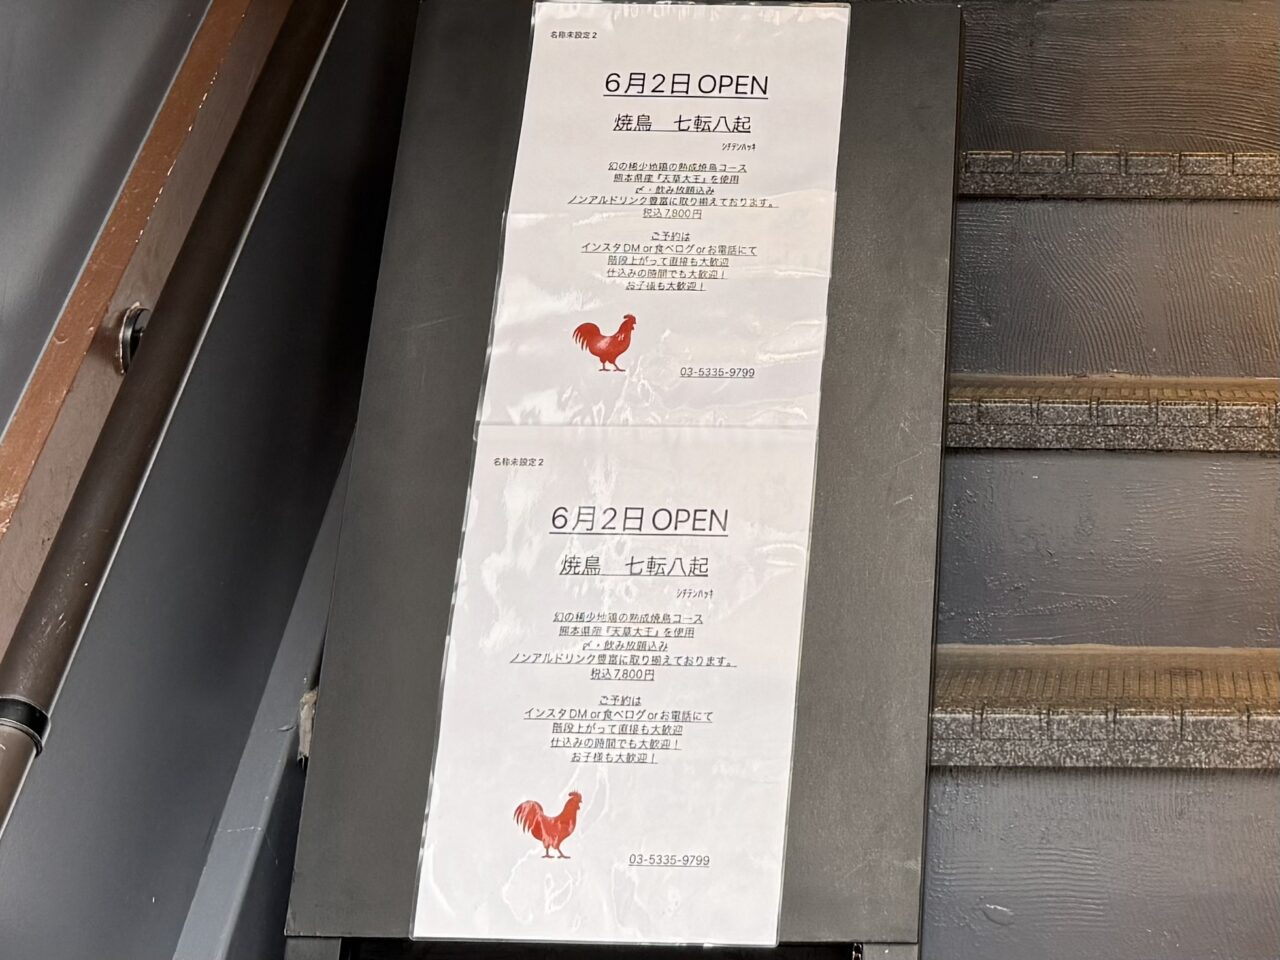 名称未設定 2
6月2日 OPEN
焼鳥　七転八起
シチテンハッキ
幻の稀少地鶏の熟成焼鳥コース
熊本県産『天草大王』を使用
〆・飲み放題込み
ノンアルドリンク豊富に取り揃えております。
税込 7,800円
ご予約は
インスタ DM or 食べログ or お電話にて
階段上がって直接も大歓迎
仕込みの時間でも大歓迎！
お子様も大歓迎！
03-5335-9799
名称未設定 2
6月2日 OPEN
焼鳥　七転八起
シチテンハッキ
幻の稀少地鶏の熟成焼鳥コース
熊本県産『天草大王』を使用
〆・飲み放題込み
ノンアルドリンク豊富に取り揃えております。
税込 7,800円
ご予約は
インスタ DM or 食べログ or お電話にて
階段上がって直接も大歓迎
仕込みの時間でも大歓迎！
お子様も大歓迎！
03-5335-9799